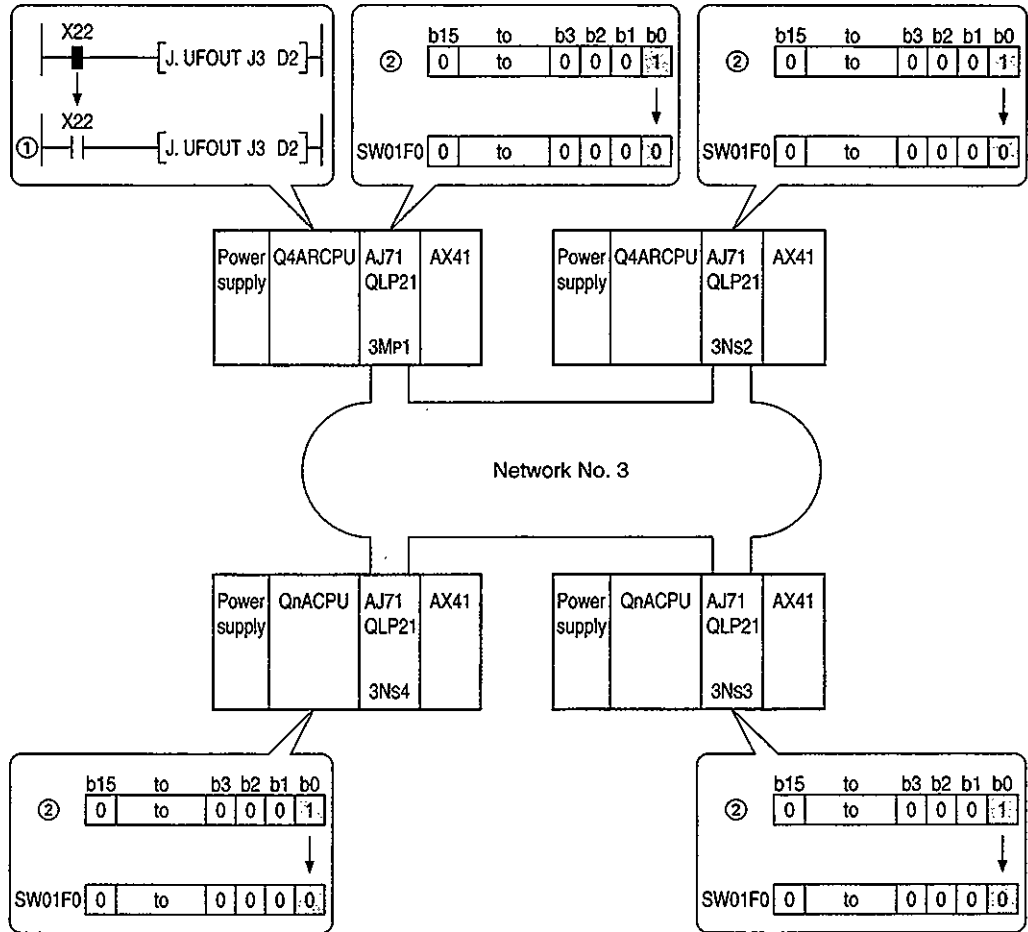 X22
[J. UFOUT J3 D2]
X22
① [J. UFOUT J3 D2]
b15 to b3 b2 b1 b0
② 0 to 0 0 0 1
SW01F0 0 to 0 0 0 0
b15 to b3 b2 b1 b0
② 0 to 0 0 0 1
SW01F0 0 to 0 0 0 0
Power supply
Q4ARCPU
AJ71 QLP21
3MP1
AX41
Power supply
Q4ARCPU
AJ71 QLP21
3NS2
AX41
Network No. 3
Power supply
QnACPU
AJ71 QLP21
3NS4
AX41
Power supply
QnACPU
AJ71 QLP21
3NS3
AX41
b15 to b3 b2 b1 b0
② 0 to 0 0 0 1
SW01F0 0 to 0 0 0 0
b15 to b3 b2 b1 b0
② 0 to 0 0 0 1
SW01F0 0 to 0 0 0 0